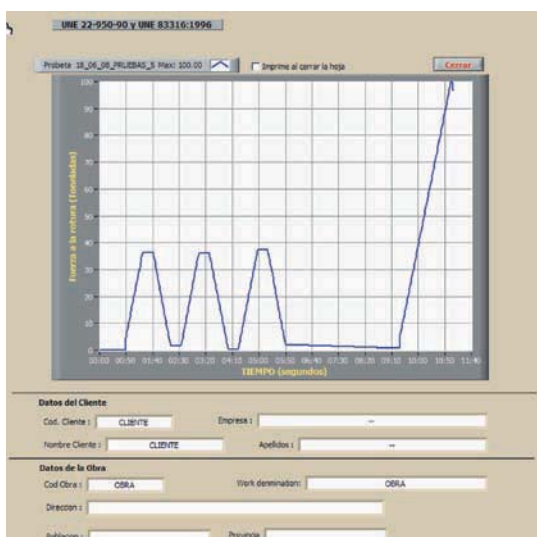 UNE 22-950-90 y UNE 83316:1996
Probeta 18_06_08_PRUEBAS_5 Max: 100.00
Imprime al cerrar la hoja
Cerrar
Fuerza a la rotura (Toneladas)
100
90
80
70
60
50
40
30
20
10
0
00:00 00:50 01:40 02:30 03:20 04:10 05:00 05:50 06:40 07:30 08:20 09:10 10:00 10:50 11:40
TIEMPO (segundos)
Datos del Cliente
Cod. Cliente : CLIENTE Empresa : --
Nombre Cliente : CLIENTE Apellidos : --
Datos de la Obra
Cod Obra : OBRA Work denmination: OBRA
Direccion :
Poblacion : Provincia